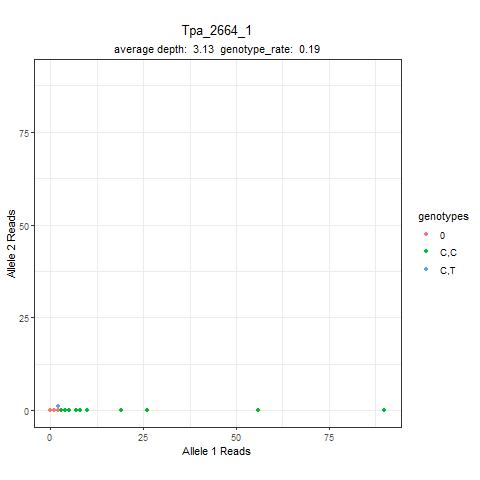 Tpa_2664_1
average depth: 3.13 genotype_rate: 0.19
75
50
25
0
0 25 50 75
Allele 2 Reads
Allele 1 Reads
genotypes
0
C,C
C,T